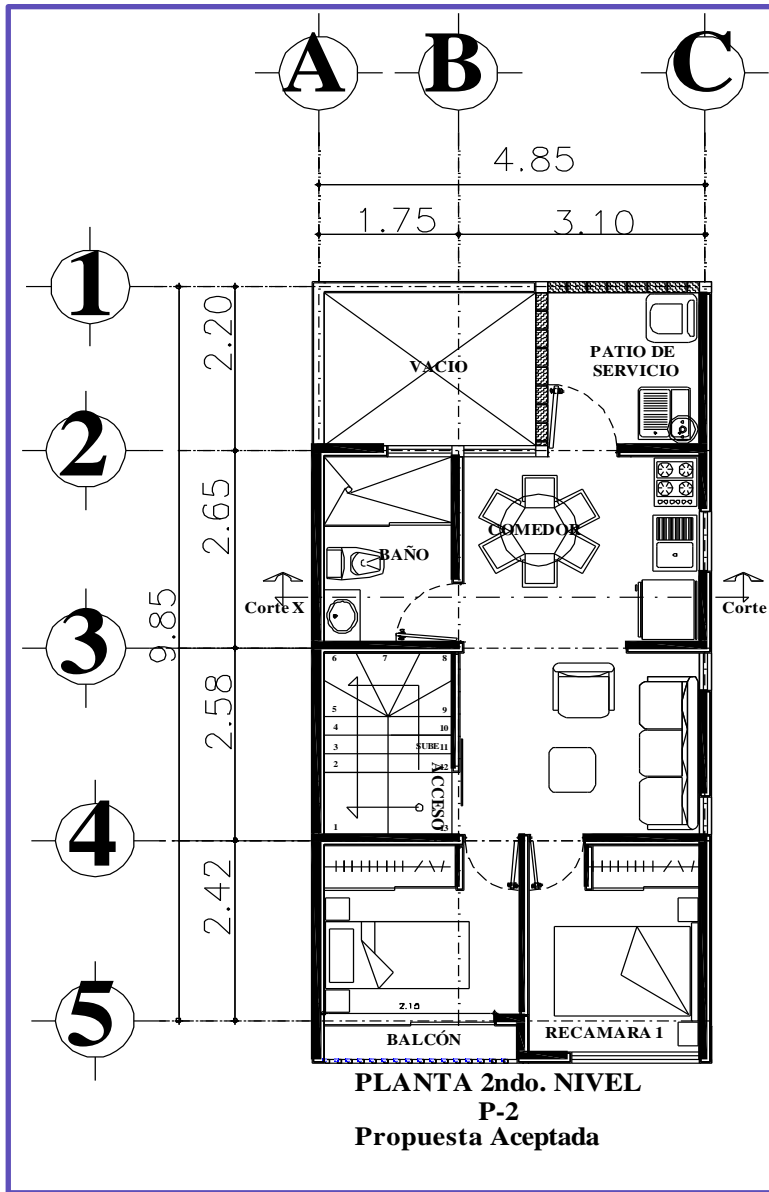 A B C
4.85
1.75 3.10
1
2.20
PATIO DE
SERVICIO
VACIO
2
2.65
COMEDOR
BAÑO
9.85
Corte X
Corte
3
6 7 8
2.58
5 9
4 10
3 SUBE 11
2 12
ACCESO
1 13
4
2.42
2.15
5
BALCÓN
RECAMARA 1
PLANTA 2ndo. NIVEL
P-2
Propuesta Aceptada